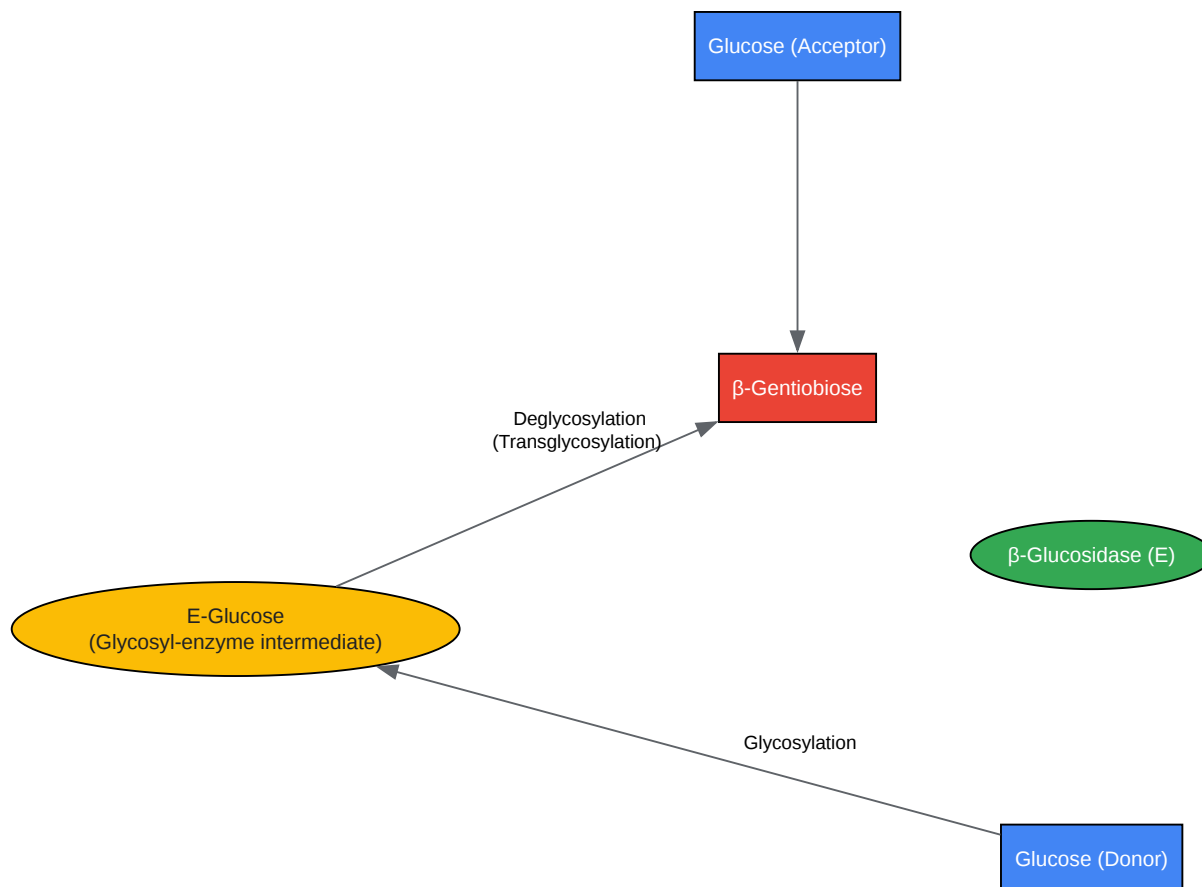 Glucose (Acceptor)
β-Gentiobiose
Deglycosylation
(Transglycosylation)
β-Glucosidase (E)
E-Glucose
(Glycosyl-enzyme intermediate)
Glycosylation
Glucose (Donor)